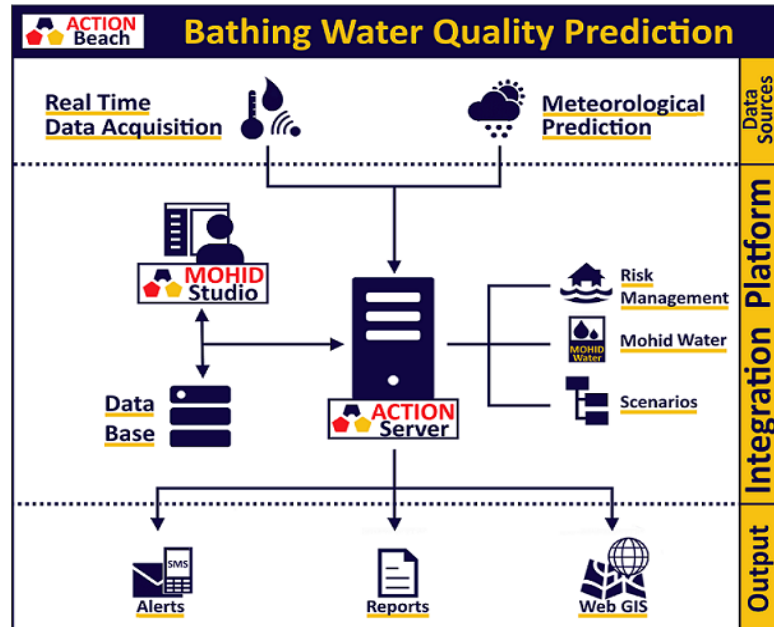 ACTION
Beach
Bathing Water Quality Prediction
Real Time
Data Acquisition
Meteorological
Prediction
Data
Sources
MOHID
Studio
Data
Base
ACTION
Server
Risk
Management
MOHID
Water
Mohid Water
Scenarios
Integration Platform
SMS
Alerts
Reports
Web GIS
Output